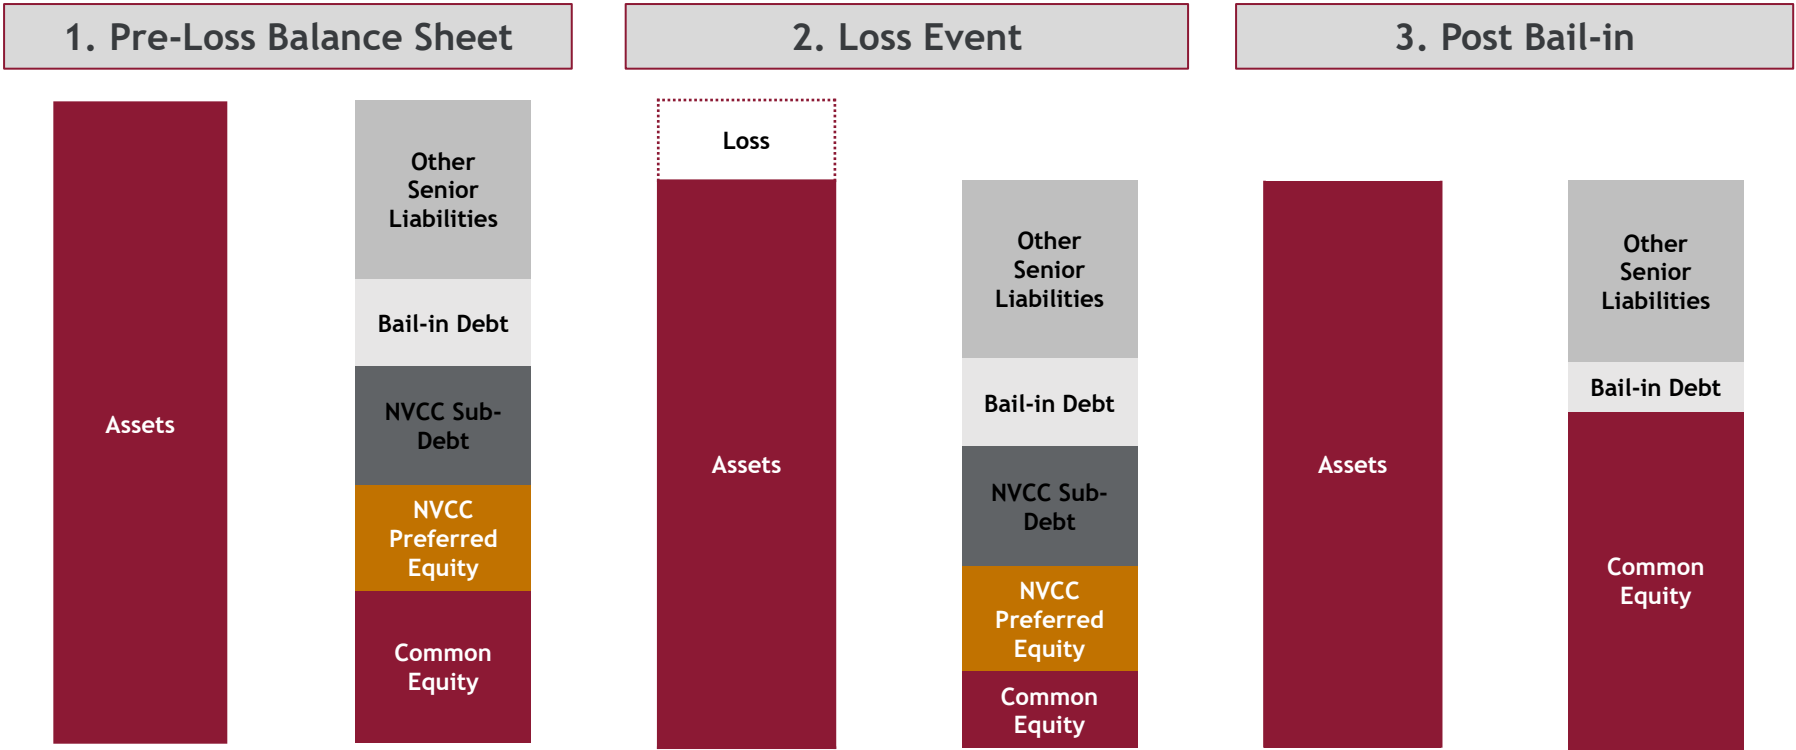 1. Pre-Loss Balance Sheet
Assets
Other
Senior
Liabilities
Bail-in Debt
NVCC Sub-
Debt
NVCC
Preferred
Equity
Common
Equity
2. Loss Event
Loss
Assets
Other
Senior
Liabilities
Bail-in Debt
NVCC Sub-
Debt
NVCC
Preferred
Equity
Common
Equity
3. Post Bail-in
Assets
Other
Senior
Liabilities
Bail-in Debt
Common
Equity